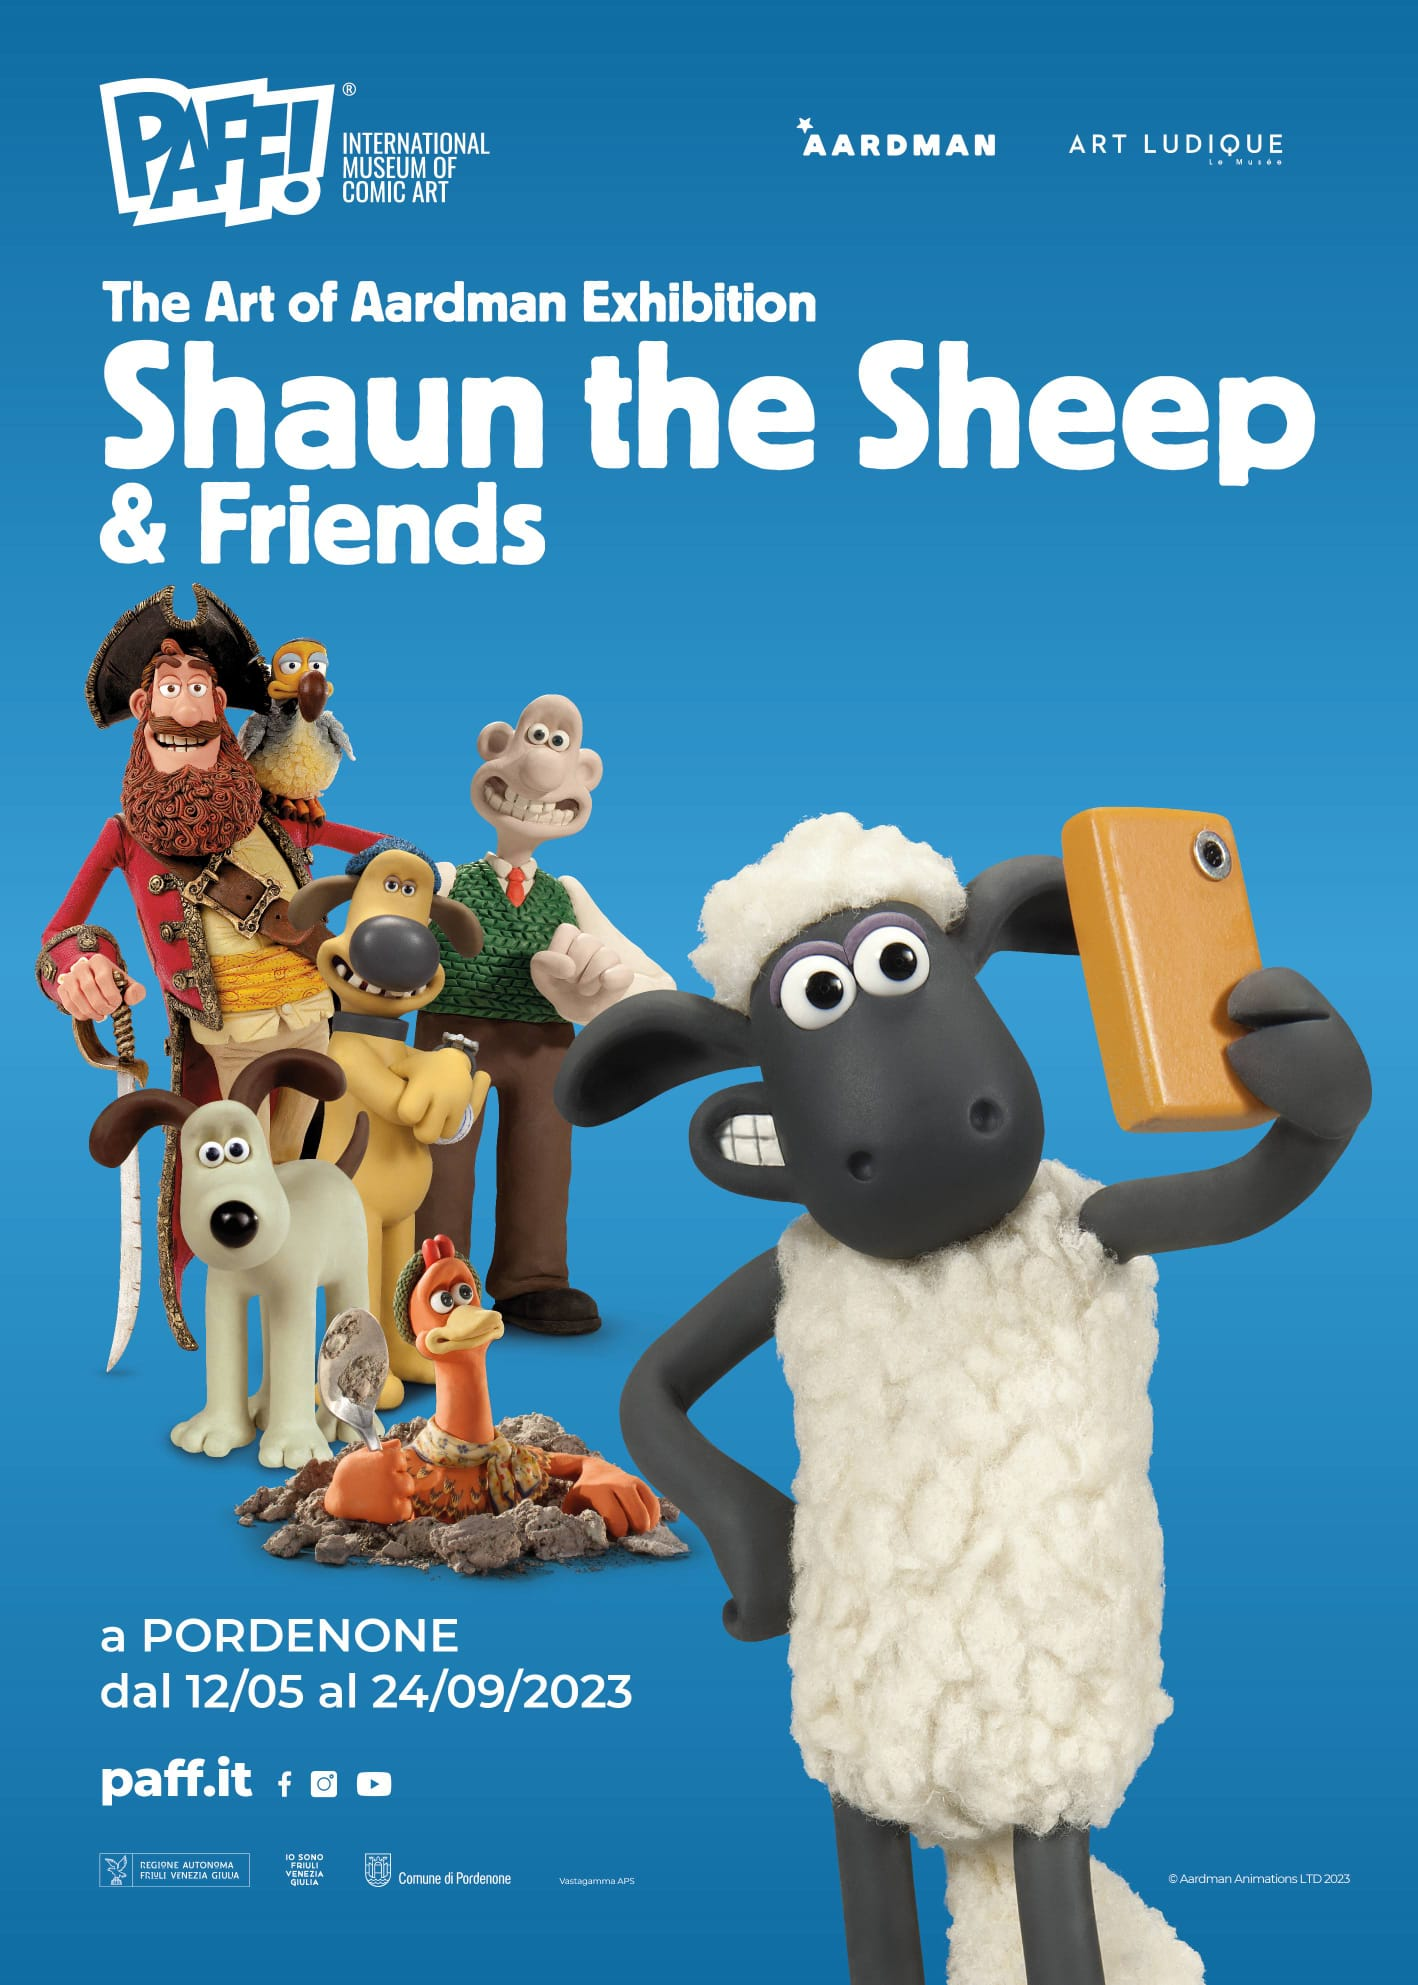 PAFF!®
INTERNATIONAL
MUSEUM OF
COMIC ART
AARDMAN
ART LUDIQUE
Le Musée
The Art of Aardman Exhibition
Shaun the Sheep
& Friends
a PORDENONE
dal 12/05 al 24/09/2023
paff.it
REGIONE AUTONOMA
FRIULI VENEZIA GIULIA
IO SONO
FRIULI
VENEZIA
GIULIA
Comune di Pordenone
Vastagamma APS
© Aardman Animations LTD 2023